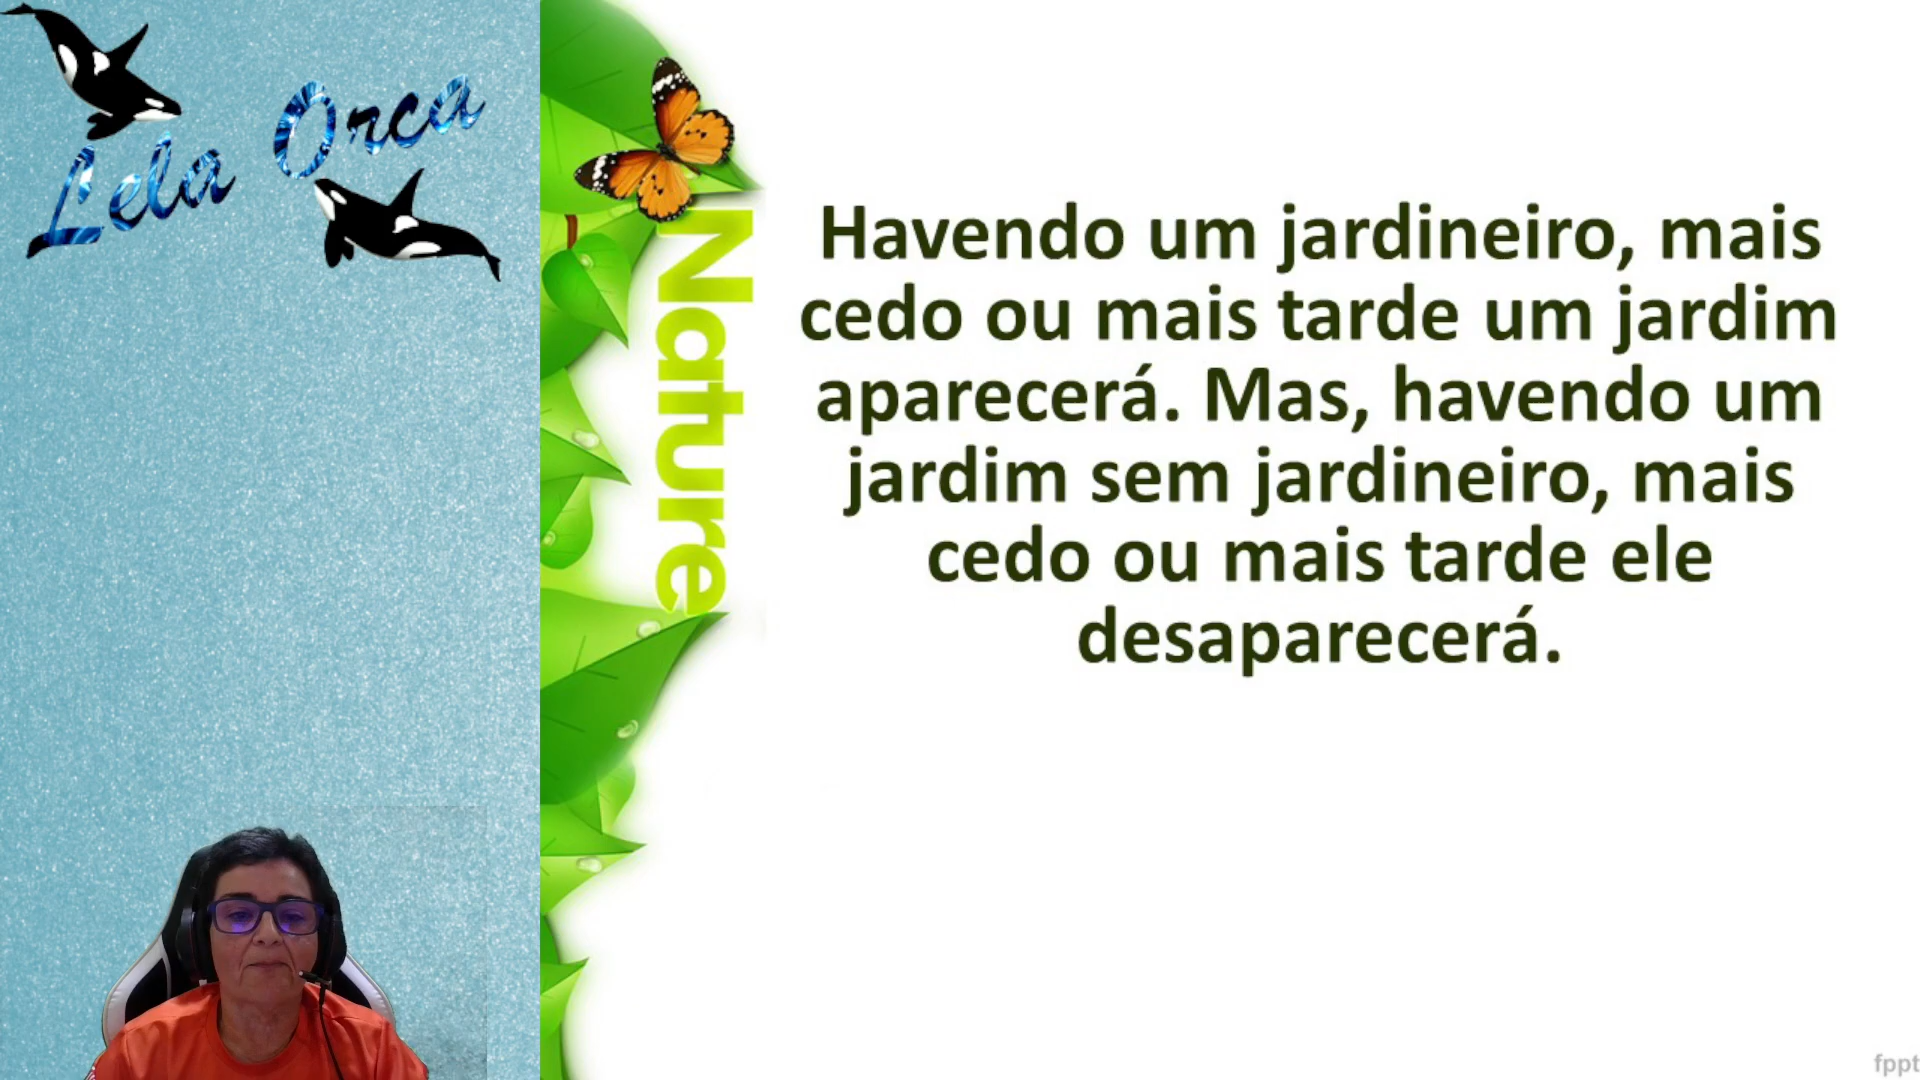 Lela Orca
Nature
Havendo um jardineiro, mais
cedo ou mais tarde um jardim
aparecerá. Mas, havendo um
jardim sem jardineiro, mais
cedo ou mais tarde ele
desaparecerá.
fppt